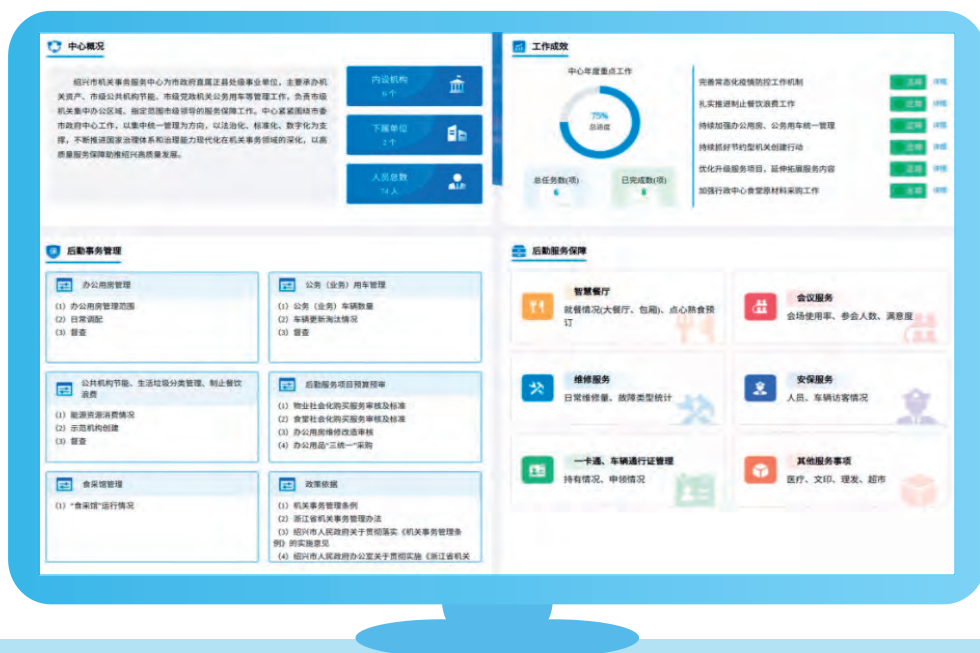 中心概况
绍兴市机关事务服务中心为市政府直属正县处级事业单位，主要承办机
关资产、市级公共机构节能、市级党政机关公务用车等管理工作，负责市级
机关集中办公区域、指定范围市级领导的服务保障工作。中心紧紧围绕市委
市政府中心工作，以集中统一管理为方向，以法治化、标准化、数字化为支
撑，不断推进国家治理体系和治理能力现代化在机关事务领域的深化，以高
质量服务保障助推绍兴高质量发展。
内设机构
6 个
下属单位
2 个
人员总数
74 人
工作成效
中心年度重点工作
75%
总进度
总任务数(项)
6
已完成数(项)
完善常态化疫情防控工作机制
正常 详情
扎实推进制止餐饮浪费工作
正常 详情
持续加强办公用房、公务用车统一管理
正常 详情
持续抓好节约型机关创建行动
正常 详情
优化升级服务项目，延伸拓展服务内容
正常 详情
加强行政中心食堂原材料采购工作
正常 详情
后勤事务管理
办公用房管理
(1) 办公用房管理范围
(2) 日常调配
(3) 督查
公务（业务）用车管理
(1) 公务（业务）车辆数量
(2) 车辆更新淘汰情况
(3) 督查
公共机构节能、生活垃圾分类管理、制止餐饮
浪费
(1) 能源资源消费情况
(2) 示范机构创建
(3) 督查
后勤服务项目预算预审
(1) 物业社会化购买服务审核及标准
(2) 食堂社会化购买服务审核及标准
(3) 办公用房维修改造审核
(4) 办公用品“三统一”采购
食采馆管理
(1) “食采馆”运行情况
政策依据
(1) 机关事务管理条例
(2) 浙江省机关事务管理办法
(3) 绍兴市人民政府关于贯彻落实《机关事务管理条
例》的实施意见
(4) 绍兴市人民政府办公室关于贯彻实施《浙江省机关
后勤服务保障
智慧餐厅
就餐情况(大餐厅、包厢)、点心熟食预
订
会议服务
会场使用率、参会人数、满意度
维修服务
日常维修量、故障类型统计
安保服务
人员、车辆访客情况
一卡通、车辆通行证管理
持有情况、申领情况
其他服务事项
医疗、文印、理发、超市